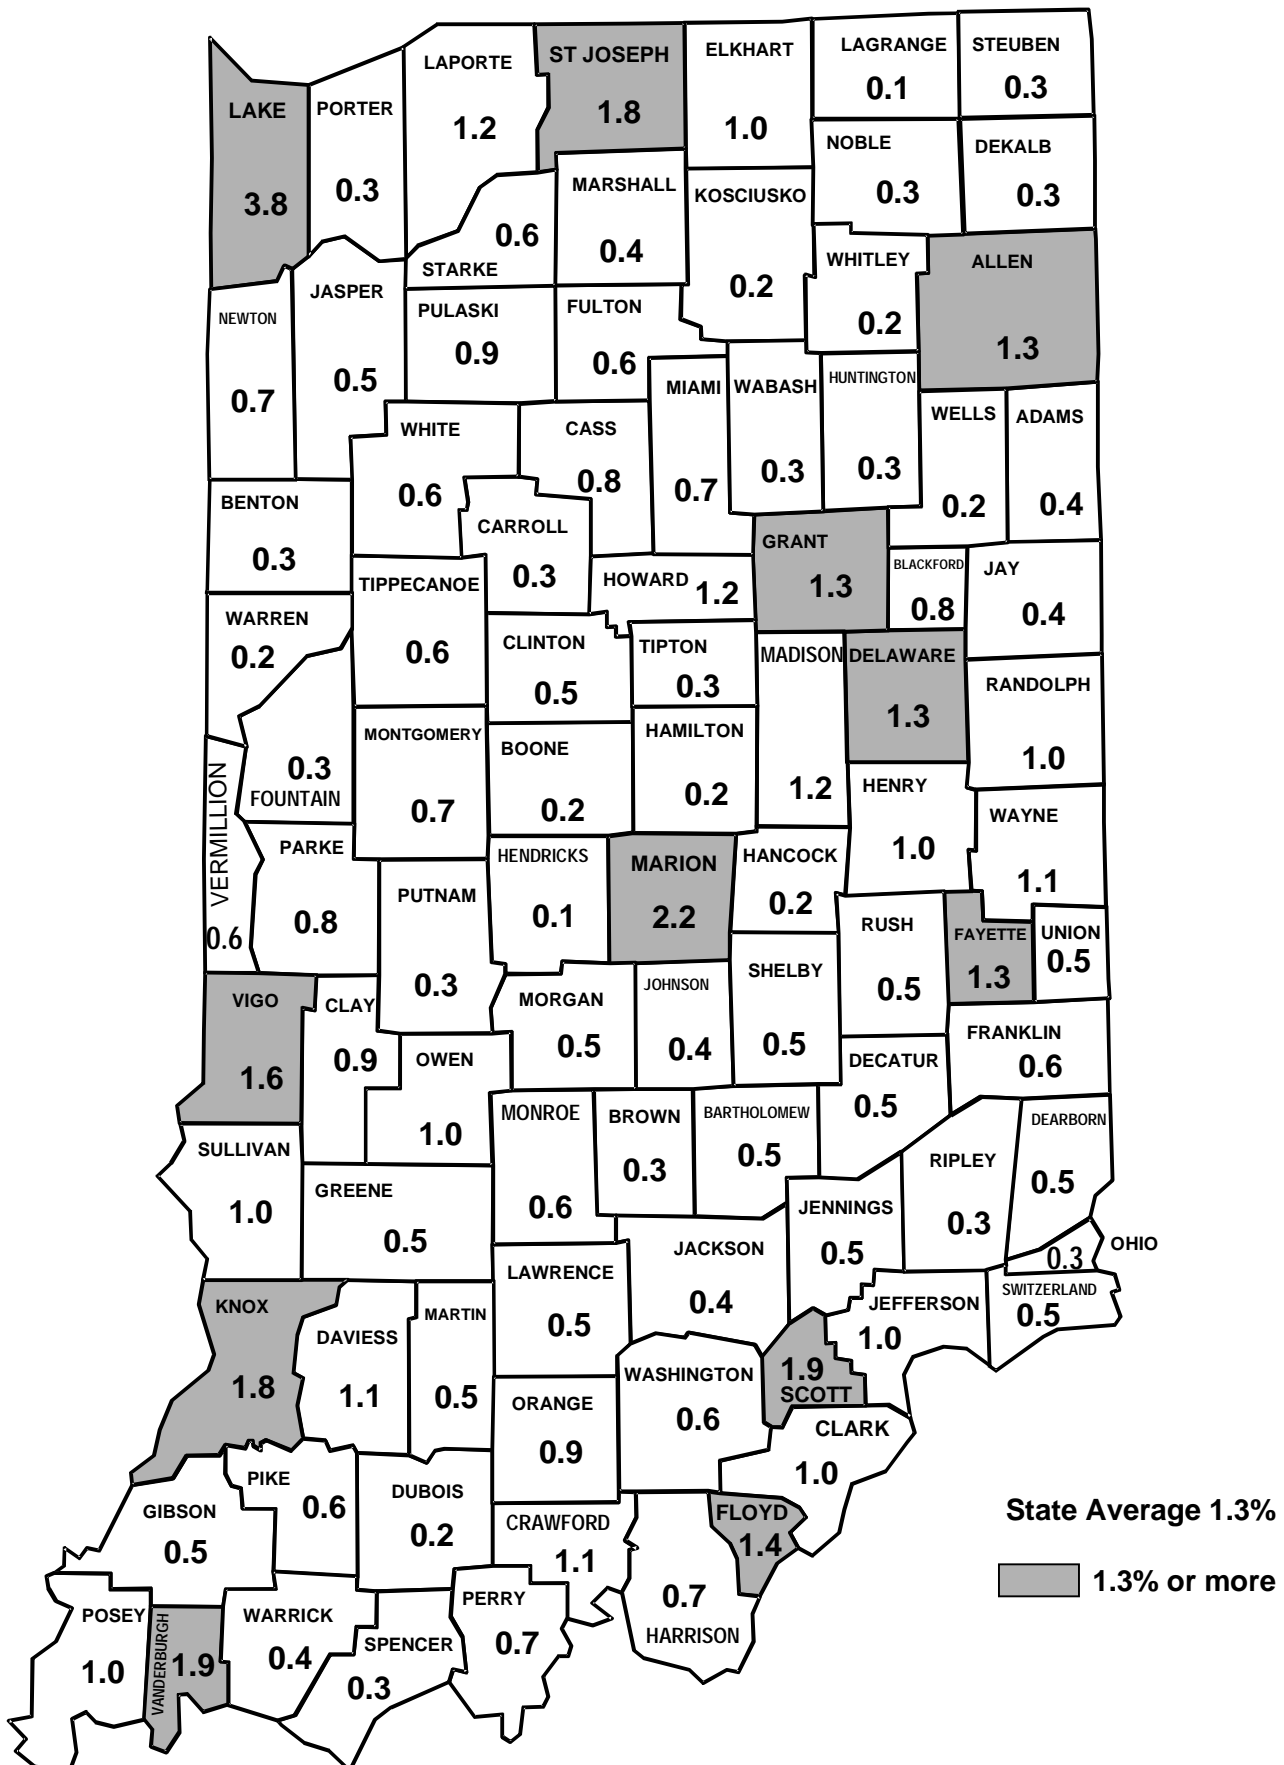 LAPORTE
1.2
ST JOSEPH
1.8
ELKHART
1.0
LAGRANGE
0.1
STEUBEN
0.3
LAKE
3.8
PORTER
0.3
NOBLE
0.3
DEKALB
0.3
MARSHALL
0.4
KOSCIUSKO
0.2
0.6
STARKE
WHITLEY
0.2
ALLEN
1.3
NEWTON
0.7
JASPER
0.5
PULASKI
0.9
FULTON
0.6
MIAMI
0.7
WABASH
0.3
HUNTINGTON
0.3
WELLS
0.2
ADAMS
0.4
WHITE
0.6
CASS
0.8
BENTON
0.3
CARROLL
0.3
GRANT
1.3
BLACKFORD
0.8
JAY
0.4
TIPPECANOE
0.6
HOWARD 1.2
WARREN
0.2
CLINTON
0.5
TIPTON
0.3
MADISON
1.2
DELAWARE
1.3
RANDOLPH
1.0
0.3
FOUNTAIN
MONTGOMERY
0.7
BOONE
0.2
HAMILTON
0.2
HENRY
1.0
WAYNE
1.1
VERMILLION
0.6
PARKE
0.8
PUTNAM
0.3
HENDRICKS
0.1
MARION
2.2
HANCOCK
0.2
RUSH
0.5
FAYETTE
1.3
UNION
0.5
VIGO
1.6
CLAY
0.9
MORGAN
0.5
JOHNSON
0.4
SHELBY
0.5
FRANKLIN
0.6
OWEN
1.0
DECATUR
0.5
MONROE
0.6
BROWN
0.3
BARTHOLOMEW
0.5
DEARBORN
0.5
SULLIVAN
1.0
GREENE
0.5
RIPLEY
0.3
JENNINGS
0.5
JACKSON
0.4
OHIO
0.3
LAWRENCE
0.5
SWITZERLAND
0.5
KNOX
1.8
DAVIESS
1.1
MARTIN
0.5
JEFFERSON
1.0
1.9
SCOTT
WASHINGTON
0.6
ORANGE
0.9
CLARK
1.0
PIKE
0.6
DUBOIS
0.2
GIBSON
0.5
CRAWFORD
1.1
FLOYD
1.4
State Average 1.3%
1.3% or more
0.7
HARRISON
POSEY
1.0
VANDERBURGH
1.9
WARRICK
0.4
SPENCER
0.3
PERRY
0.7